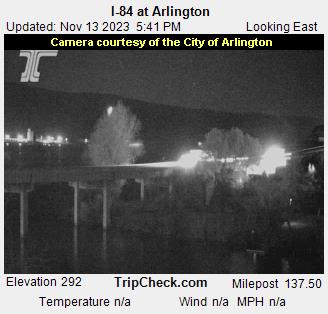 I-84 at Arlington
Updated: Nov 13 2023 5:41 PM Looking East
Camera courtesy of the City of Arlington
Elevation 292 TripCheck.com Milepost 137.50
Temperature n/a Wind n/a MPH n/a